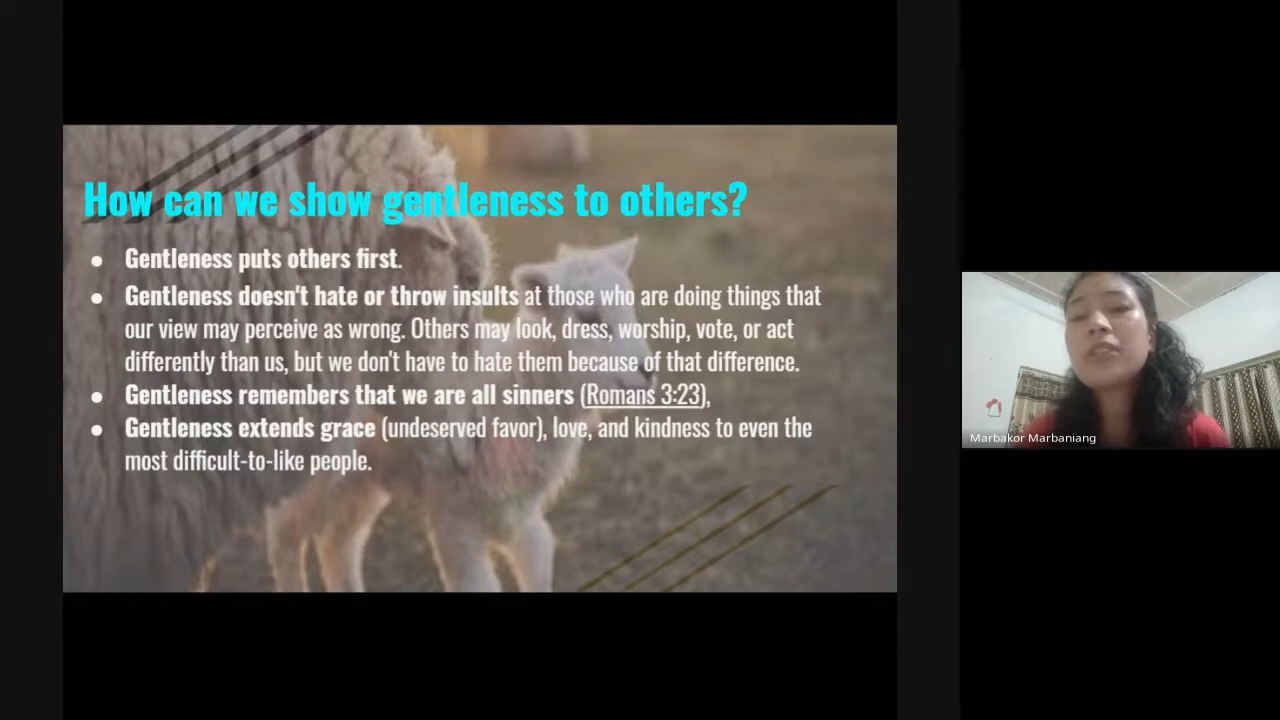 How can we show gentleness to others?
● Gentleness puts others first.
● Gentleness doesn't hate or throw insults at those who are doing things that
our view may perceive as wrong. Others may look, dress, worship, vote, or act
differently than us, but we don't have to hate them because of that difference.
● Gentleness remembers that we are all sinners (Romans 3:23),
● Gentleness extends grace (undeserved favor), love, and kindness to even the
most difficult-to-like people.
Marbakor Marbaniang